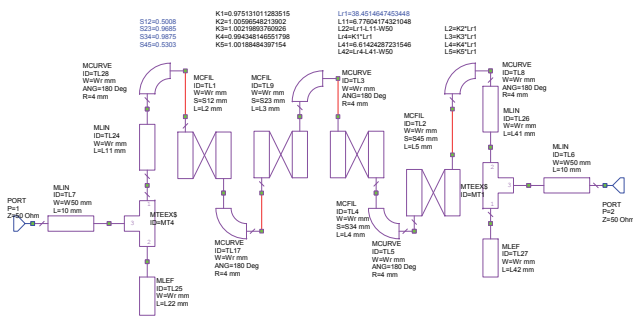 S12=0.5008
S23=0.9685
S34=0.9875
S45=0.5303
K1=0.975131011283515
K2=1.00596548213902
K3=1.00219893760926
K4=0.994348146551798
K5=1.00188484397154
Lr1=38.4514647453448
L11=6.77604174321048
L22=Lr1-L11-W50
Lr4=K1*Lr1
L41=6.61424287231546
L42=Lr4-L41-W50
L2=K2*Lr1
L3=K3*Lr1
L4=K4*Lr1
L5=K5*Lr1
MCURVE
ID=TL28
W=Wr mm
ANG=180 Deg
R=4 mm
MCFIL
ID=TL1
W=Wr mm
S=S12 mm
L=L2 mm
MCFIL
ID=TL9
W=Wr mm
S=S23 mm
L=L3 mm
MCURVE
ID=TL3
W=Wr mm
ANG=180 Deg
R=4 mm
MCFIL
ID=TL2
W=Wr mm
S=S45 mm
L=L5 mm
MCURVE
ID=TL8
W=Wr mm
ANG=180 Deg
R=4 mm
MLIN
ID=TL24
W=Wr mm
L=L11 mm
MLIN
ID=TL26
W=Wr mm
L=L41 mm
MLIN
ID=TL7
W=W50 mm
L=10 mm
MLIN
ID=TL6
W=W50 mm
L=10 mm
PORT
P=1
Z=50 Ohm
MTEEX$
ID=MT4
1
3
2
MCURVE
ID=TL17
W=Wr mm
ANG=180 Deg
R=4 mm
MCFIL
ID=TL4
W=Wr mm
S=S34 mm
L=L4 mm
MCURVE
ID=TL5
W=Wr mm
ANG=180 Deg
R=4 mm
MTEEX$
ID=MT1
2
3
1
PORT
P=2
Z=50 Ohm
MLEF
ID=TL25
W=Wr mm
L=L22 mm
MLEF
ID=TL27
W=Wr mm
L=L42 mm